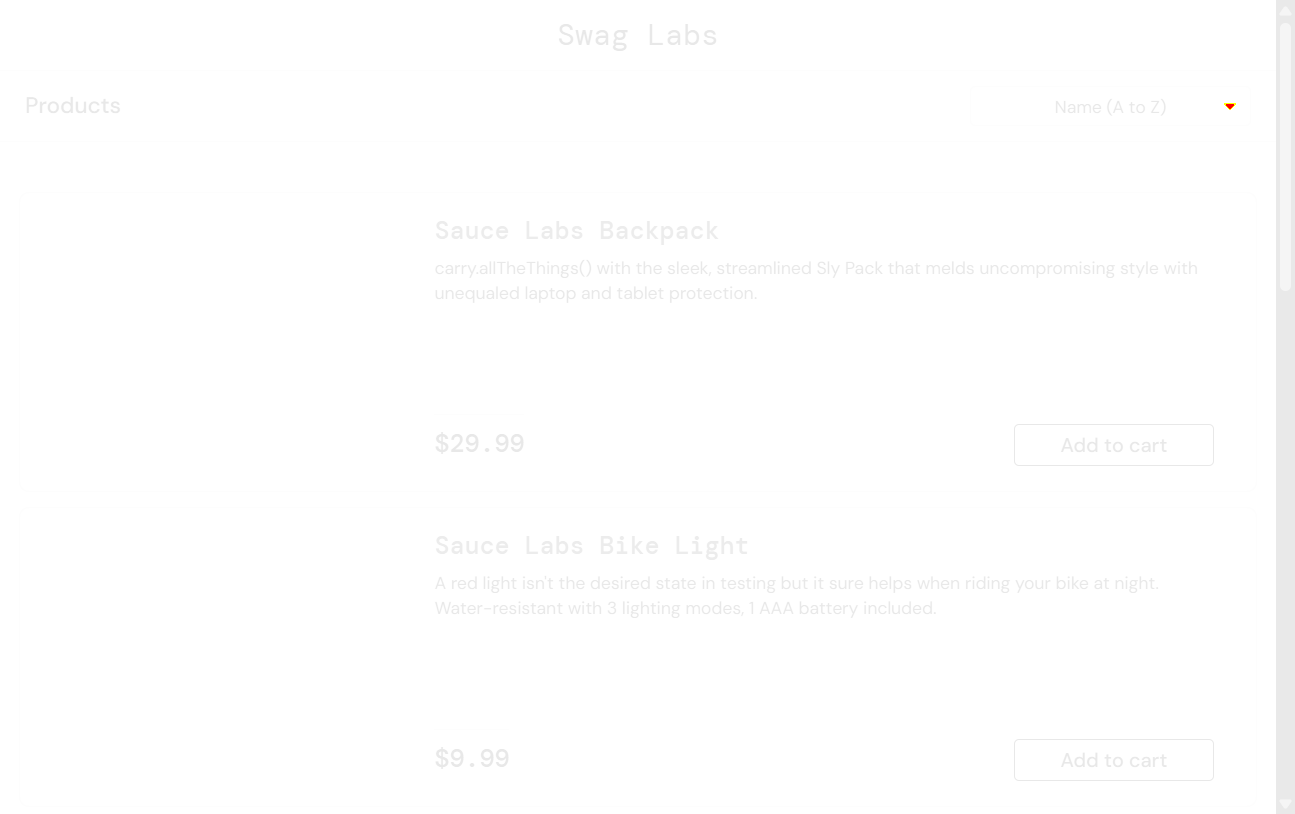 Swag Labs
Products
Name (A to Z)
Sauce Labs Backpack
carry.allTheThings() with the sleek, streamlined Sly Pack that melds uncompromising style with
unequaled laptop and tablet protection.
$29.99
Add to cart
Sauce Labs Bike Light
A red light isn't the desired state in testing but it sure helps when riding your bike at night.
Water-resistant with 3 lighting modes, 1 AAA battery included.
$9.99
Add to cart